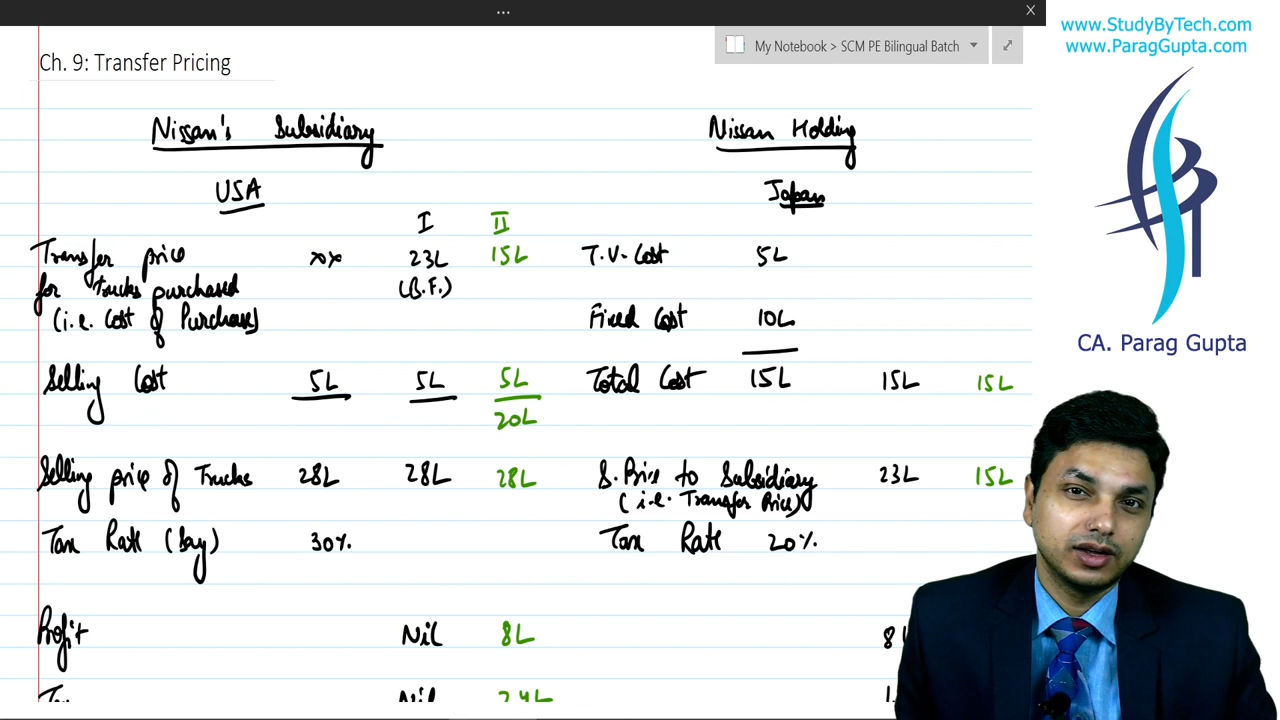 ...
www.StudyByTech.com
www.ParagGupta.com
My Notebook > SCM PE Bilingual Batch
Ch. 9: Transfer Pricing
Nissan's Subsidiary Nissan Holding
USA Japan
I II
Transfer price xx 23L 15L T.V. Cost 5L
for Trucks purchased (B.F.)
(i.e. Cost of Purchase) Fixed Cost 10L
Selling Cost 5L 5L 5L Total Cost 15L 15L 15L
20L
Selling price of Trucks 28L 28L 28L S. Price to Subsidiary 23L 15L
(i.e. Transfer Price)
Tax Rate (Say) 30% Tax Rate 20%
Profit Nil 8L 8L
Nil
CA. Parag Gupta